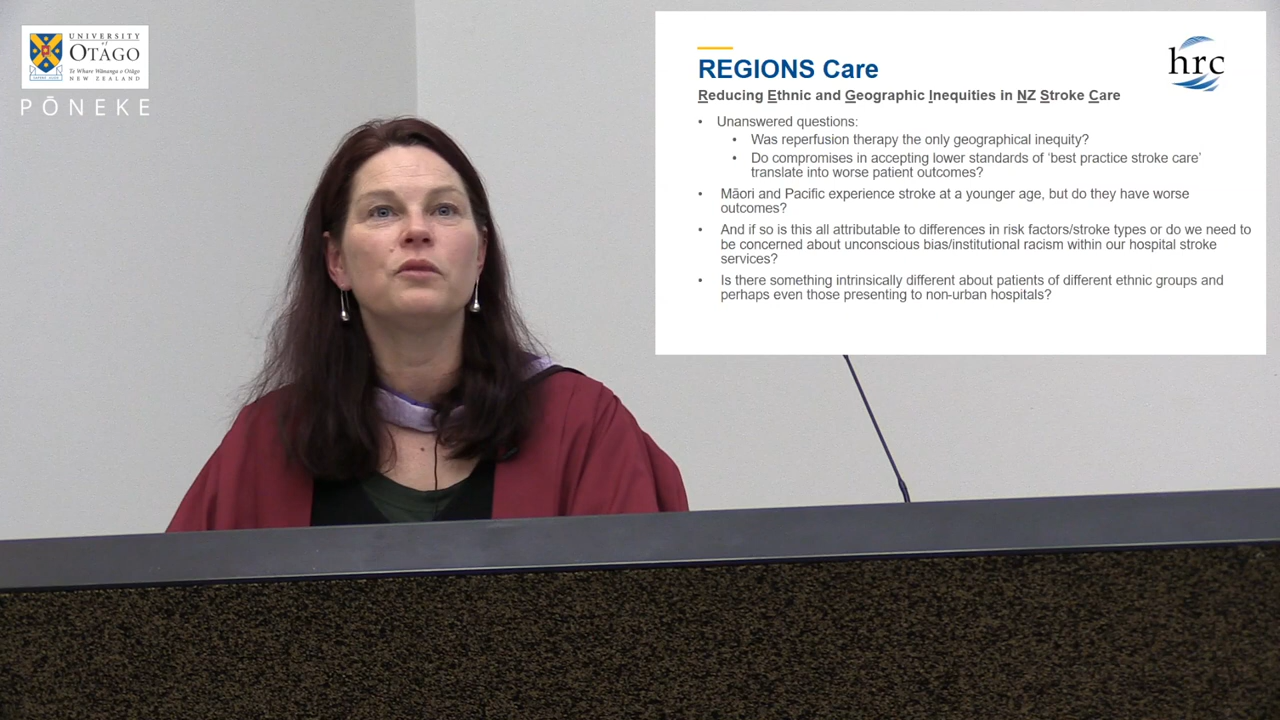 UNIVERSITY
of
OTĀGO
Te Whare Wānanga o Otāgo
NEW ZEALAND
PŌNEKE
REGIONS Care
hrc
Reducing Ethnic and Geographic Inequities in NZ Stroke Care
• Unanswered questions:
• Was reperfusion therapy the only geographical inequity?
• Do compromises in accepting lower standards of ‘best practice stroke care’
translate into worse patient outcomes?
• Māori and Pacific experience stroke at a younger age, but do they have worse
outcomes?
• And if so is this all attributable to differences in risk factors/stroke types or do we need to
be concerned about unconscious bias/institutional racism within our hospital stroke
services?
• Is there something intrinsically different about patients of different ethnic groups and
perhaps even those presenting to non-urban hospitals?